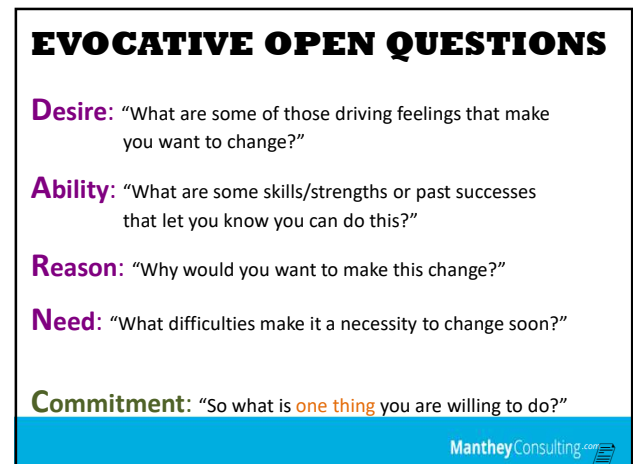 EVOCATIVE OPEN QUESTIONS
Desire: “What are some of those driving feelings that make
you want to change?”
Ability: “What are some skills/strengths or past successes
that let you know you can do this?”
Reason: “Why would you want to make this change?”
Need: “What difficulties make it a necessity to change soon?”
Commitment: “So what is one thing you are willing to do?”
Manthey Consulting.com